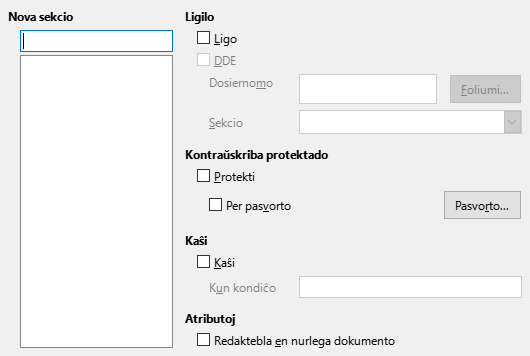 Nova sekcio
Ligilo
Ligo
DDE
Dosiernomo
Foliumi...
Sekcio
Kontraŭskriba protektado
Protekti
Per pasvorto
Pasvorto...
Kaŝi
Kaŝi
Kun kondiĉo
Atributoj
Redaktebla en nurlega dokumento